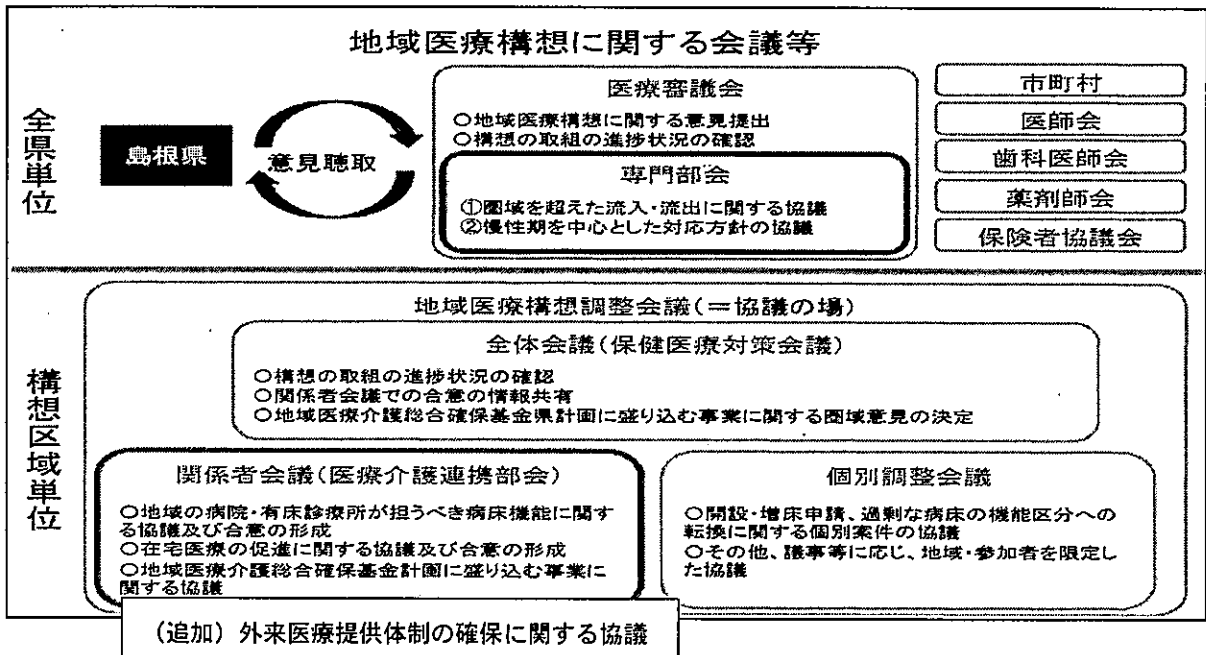 地域医療構想に関する会議等
全県単位
島根県
意見聴取
医療審議会
○地域医療構想に関する意見提出
○構想の取組の進捗状況の確認
専門部会
①圏域を超えた流入・流出に関する協議
②慢性期を中心とした対応方針の協議
市町村
医師会
歯科医師会
薬剤師会
保険者協議会
構想区域単位
地域医療構想調整会議(=協議の場)
全体会議(保健医療対策会議)
○構想の取組の進捗状況の確認
○関係者会議での合意の情報共有
○地域医療介護総合確保基金県計画に盛り込む事業に関する圏域意見の決定
関係者会議(医療介護連携部会)
○地域の病院・有床診療所が担うべき病床機能に関す
る協議及び合意の形成
○在宅医療の促進に関する協議及び合意の形成
○地域医療介護総合確保基金計画に盛り込む事業に
関する協議
個別調整会議
○開設・増床申請、過剰な病床の機能区分への
転換に関する個別案件の協議
○その他、議事等に応じ、地域・参加者を限定し
た協議
(追加)外来医療提供体制の確保に関する協議